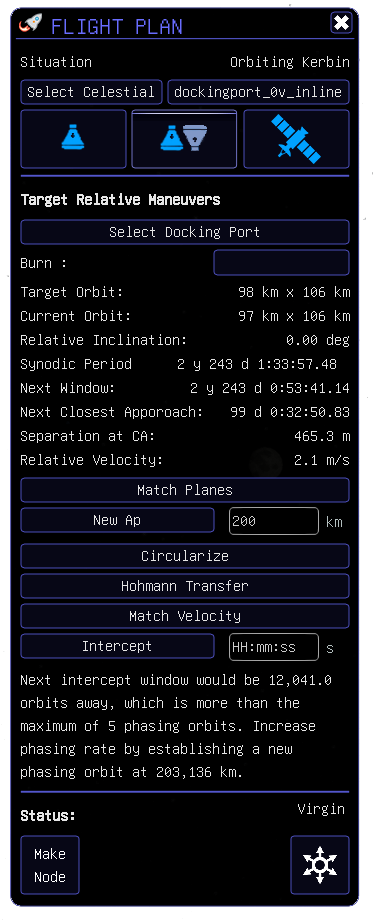 FLIGHT PLAN
Situation Orbiting Kerbin
Select Celestial dockingport_0v_inline
Target Relative Maneuvers
Select Docking Port
Burn :
Target Orbit: 98 km x 106 km
Current Orbit: 97 km x 106 km
Relative Inclination: 0.00 deg
Synodic Period 2 y 243 d 1:33:57.48
Next Window: 2 y 243 d 0:53:41.14
Next Closest Apporoach: 99 d 0:32:50.83
Separation at CA: 465.3 m
Relative Velocity: 2.1 m/s
Match Planes
New Ap 200 km
Circularize
Hohmann Transfer
Match Velocity
Intercept HH:mm:ss s
Next intercept window would be 12,041.0
orbits away, which is more than the
maximum of 5 phasing orbits. Increase
phasing rate by establishing a new
phasing orbit at 203,136 km.
Status: Virgin
Make
Node